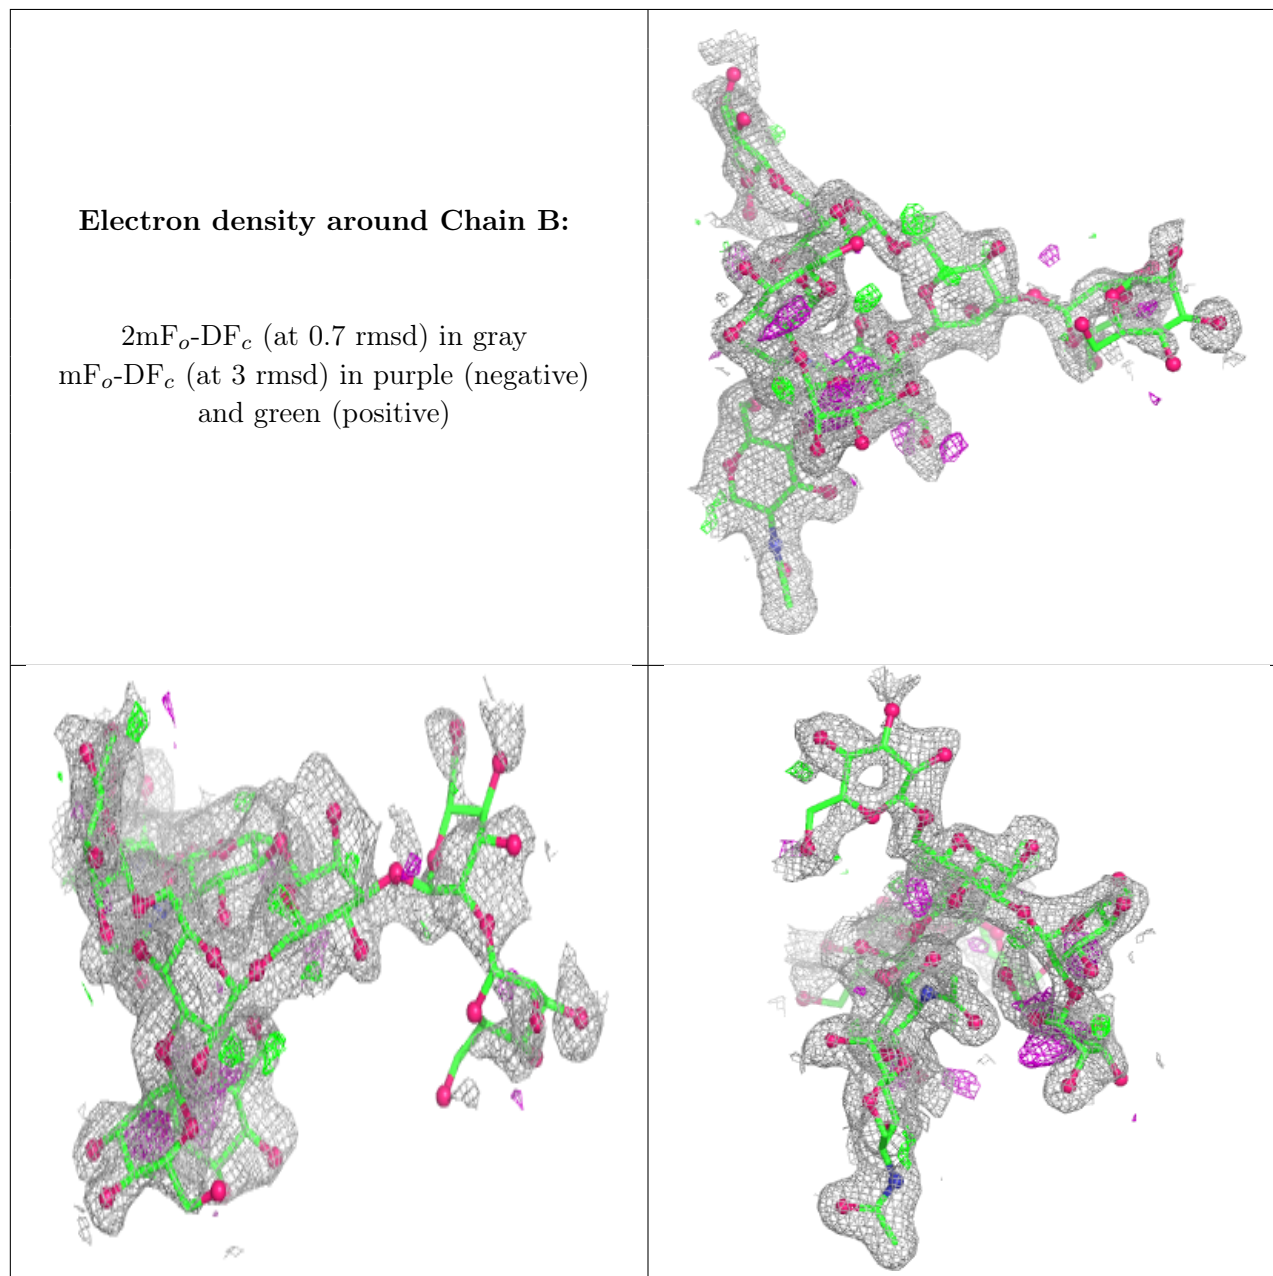 Electron density around Chain B:
2mFₒ-DF𝒸 (at 0.7 rmsd) in gray
mFₒ-DF𝒸 (at 3 rmsd) in purple (negative)
and green (positive)